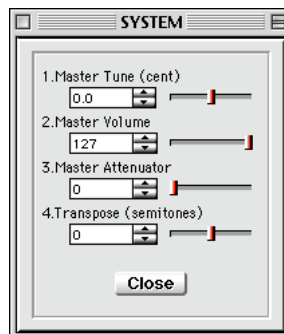 SYSTEM
1.Master Tune (cent)
0.0
2.Master Volume
127
3.Master Attenuator
0
4.Transpose (semitones)
0
Close